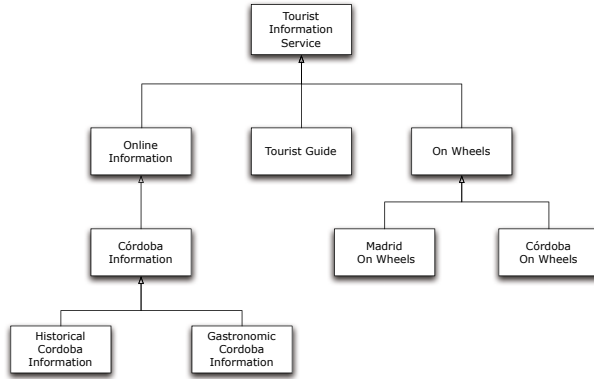 Tourist
Information
Service
Online
Information
Tourist Guide
On Wheels
Córdoba
Information
Madrid
On Wheels
Córdoba
On Wheels
Historical
Cordoba
Information
Gastronomic
Cordoba
Information